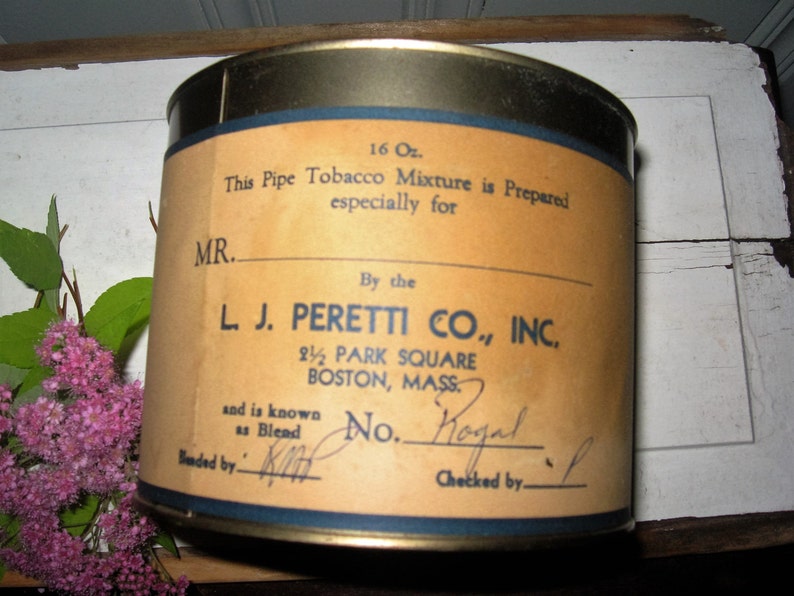 16 Oz.
This Pipe Tobacco Mixture is Prepared
especially for
MR.
By the
L. J. PERETTI CO., INC.
2½ PARK SQUARE
BOSTON, MASS.
and is known
as Blend No. Royal
Blended by
Checked by P